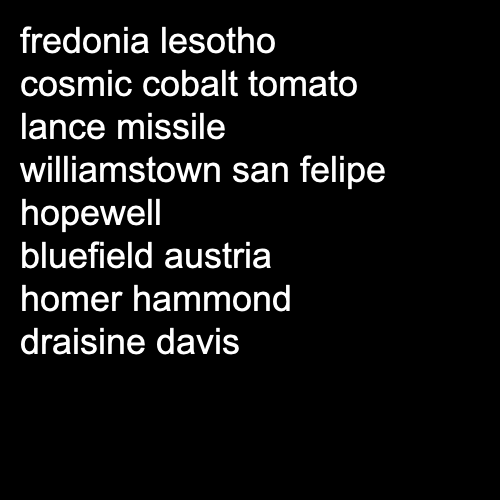 fredonia lesotho
cosmic cobalt tomato
lance missile
williamstown san felipe
hopewell
bluefield austria
homer hammond
draisine davis